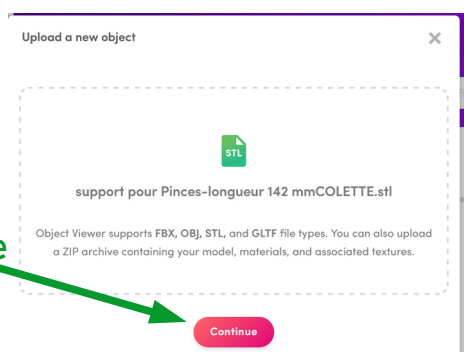 Upload a new object
STL
support pour Pinces-longueur 142 mmCOLETTE.stl
Object Viewer supports FBX, OBJ, STL, and GLTF file types. You can also upload
a ZIP archive containing your model, materials, and associated textures.
e
Continue